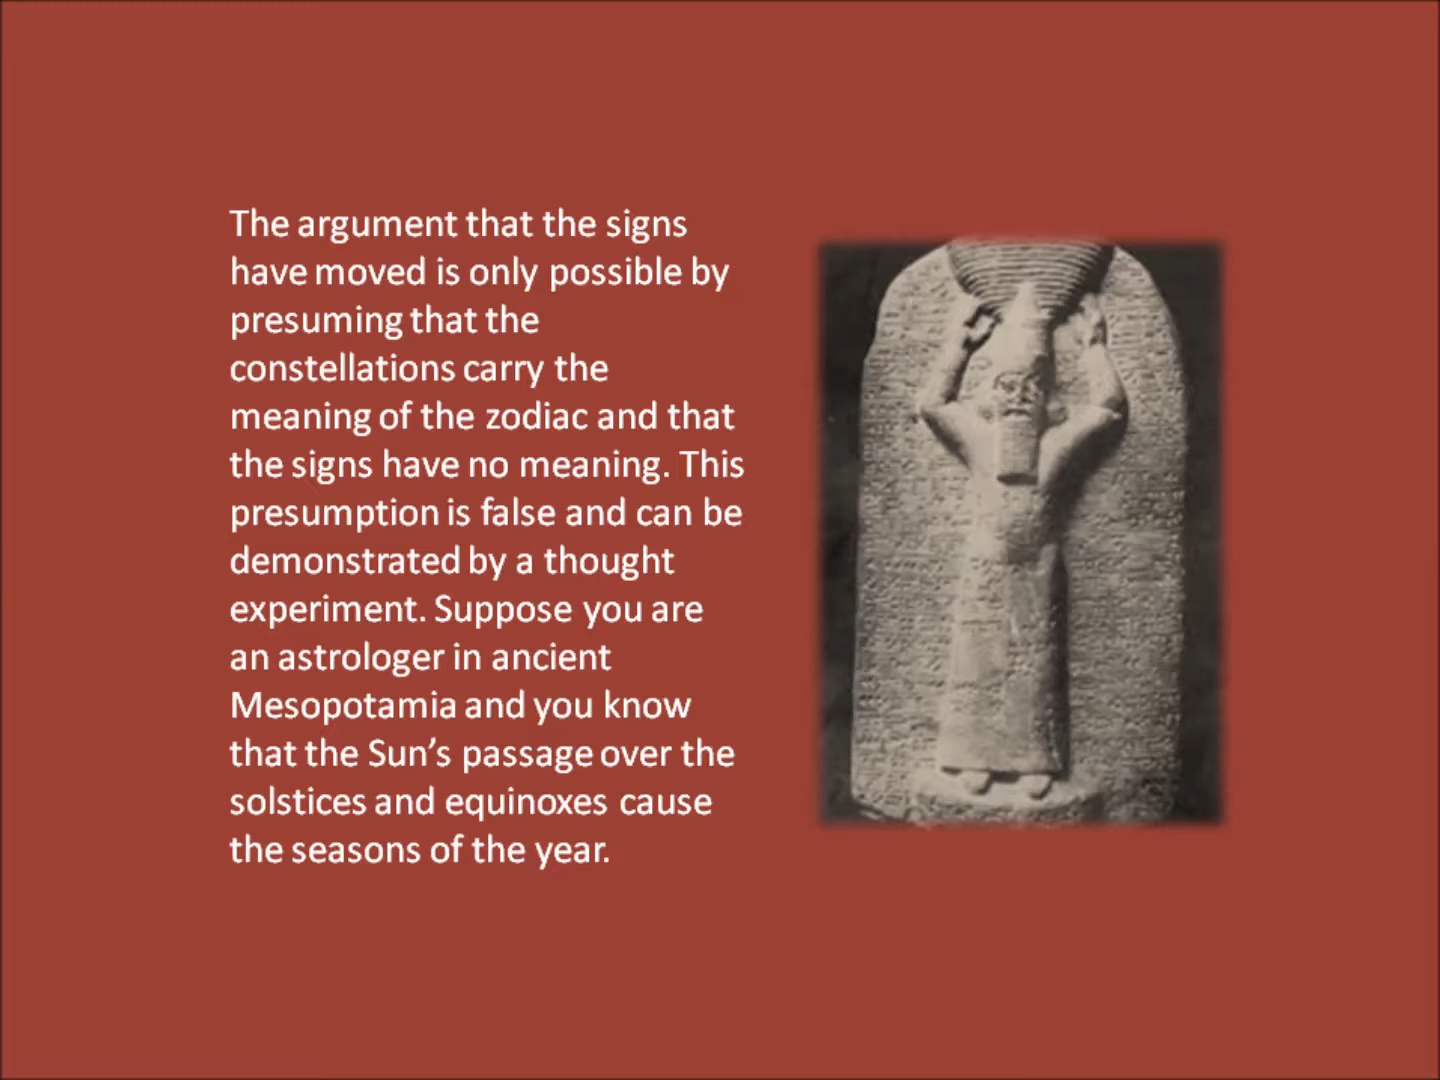 The argument that the signs
have moved is only possible by
presuming that the
constellations carry the
meaning of the zodiac and that
the signs have no meaning. This
presumption is false and can be
demonstrated by a thought
experiment. Suppose you are
an astrologer in ancient
Mesopotamia and you know
that the Sun’s passage over the
solstices and equinoxes cause
the seasons of the year.